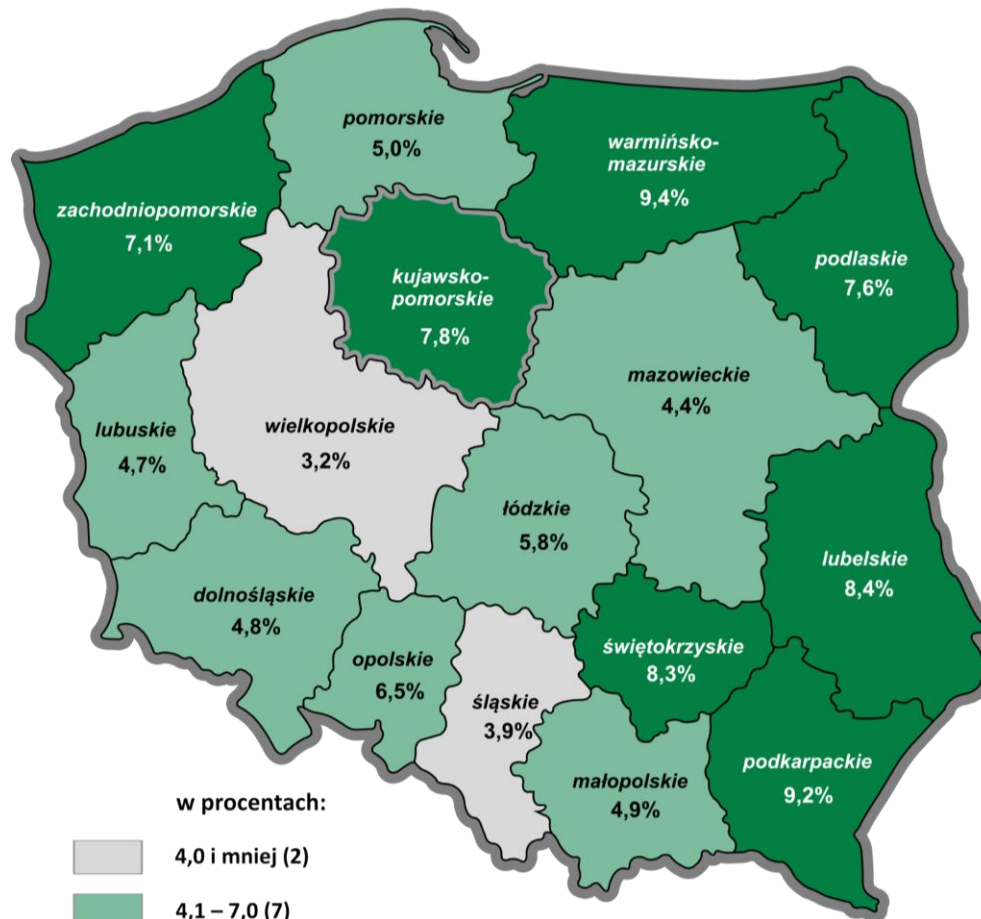 pomorskie
5,0%
warmińsko-
mazurskie
9,4%
zachodniopomorskie
7,1%
podlaskie
7,6%
kujawsko-
pomorskie
7,8%
mazowieckie
4,4%
lubuskie
4,7%
wielkopolskie
3,2%
łódzkie
5,8%
lubelskie
8,4%
dolnośląskie
4,8%
opolskie
6,5%
świętokrzyskie
8,3%
śląskie
3,9%
małopolskie
4,9%
podkarpackie
9,2%
w procentach:
4,0 i mniej (2)
4,1 – 7,0 (7)